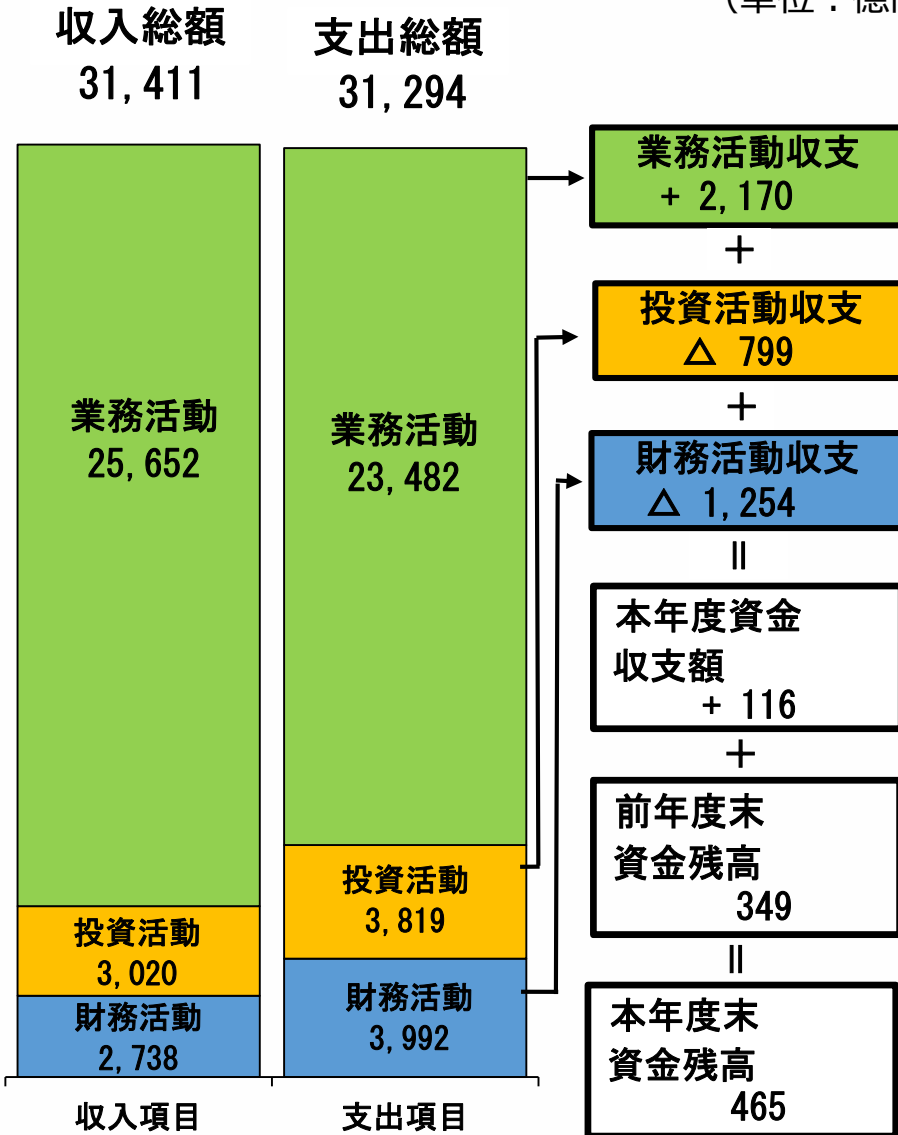 (単位:億
収入総額
31,411
支出総額
31,294
業務活動
25,652
投資活動
3,020
財務活動
2,738
収入項目
業務活動
23,482
投資活動
3,819
財務活動
3,992
支出項目
業務活動収支
+ 2,170
+
投資活動収支
△ 799
+
財務活動収支
△ 1,254
=
本年度資金
収支額
+ 116
+
前年度末
資金残高
349
=
本年度末
資金残高
465